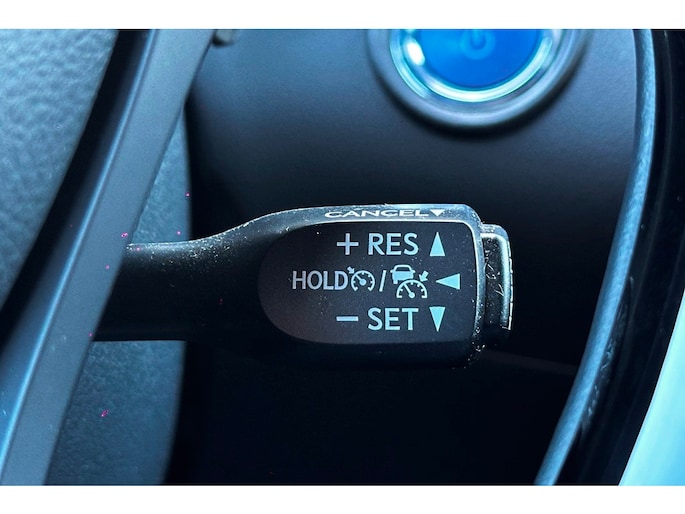 CANCEL▼
+ RES ▲
HOLD / ◀
− SET ▼